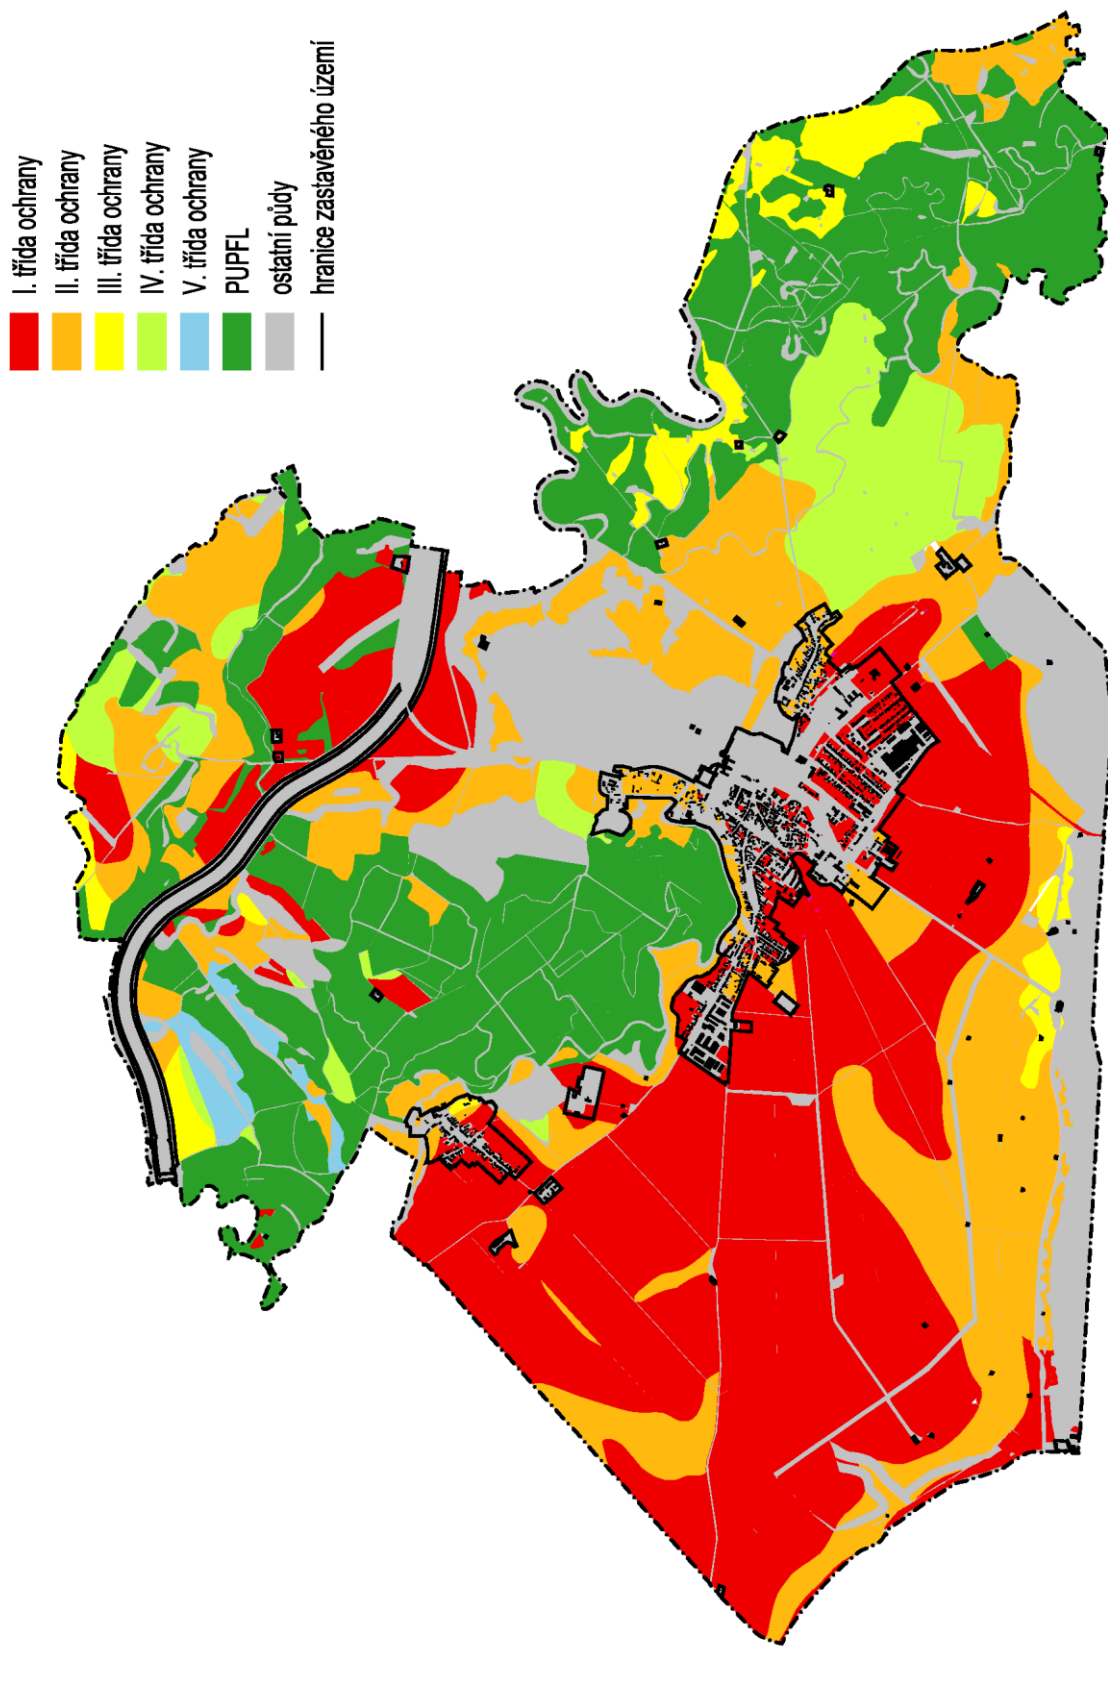 I. třída ochrany
II. třída ochrany
III. třída ochrany
IV. třída ochrany
V. třída ochrany
PUPFL
ostatní půdy
hranice zastavěného území